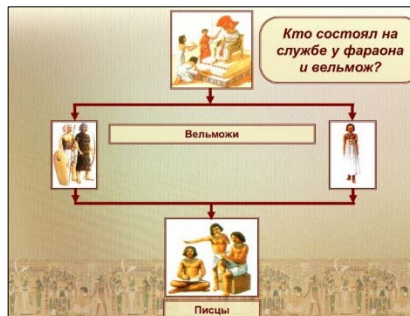 Кто состоял на
службе у фараона
и вельмож?
Вельможи
Писцы